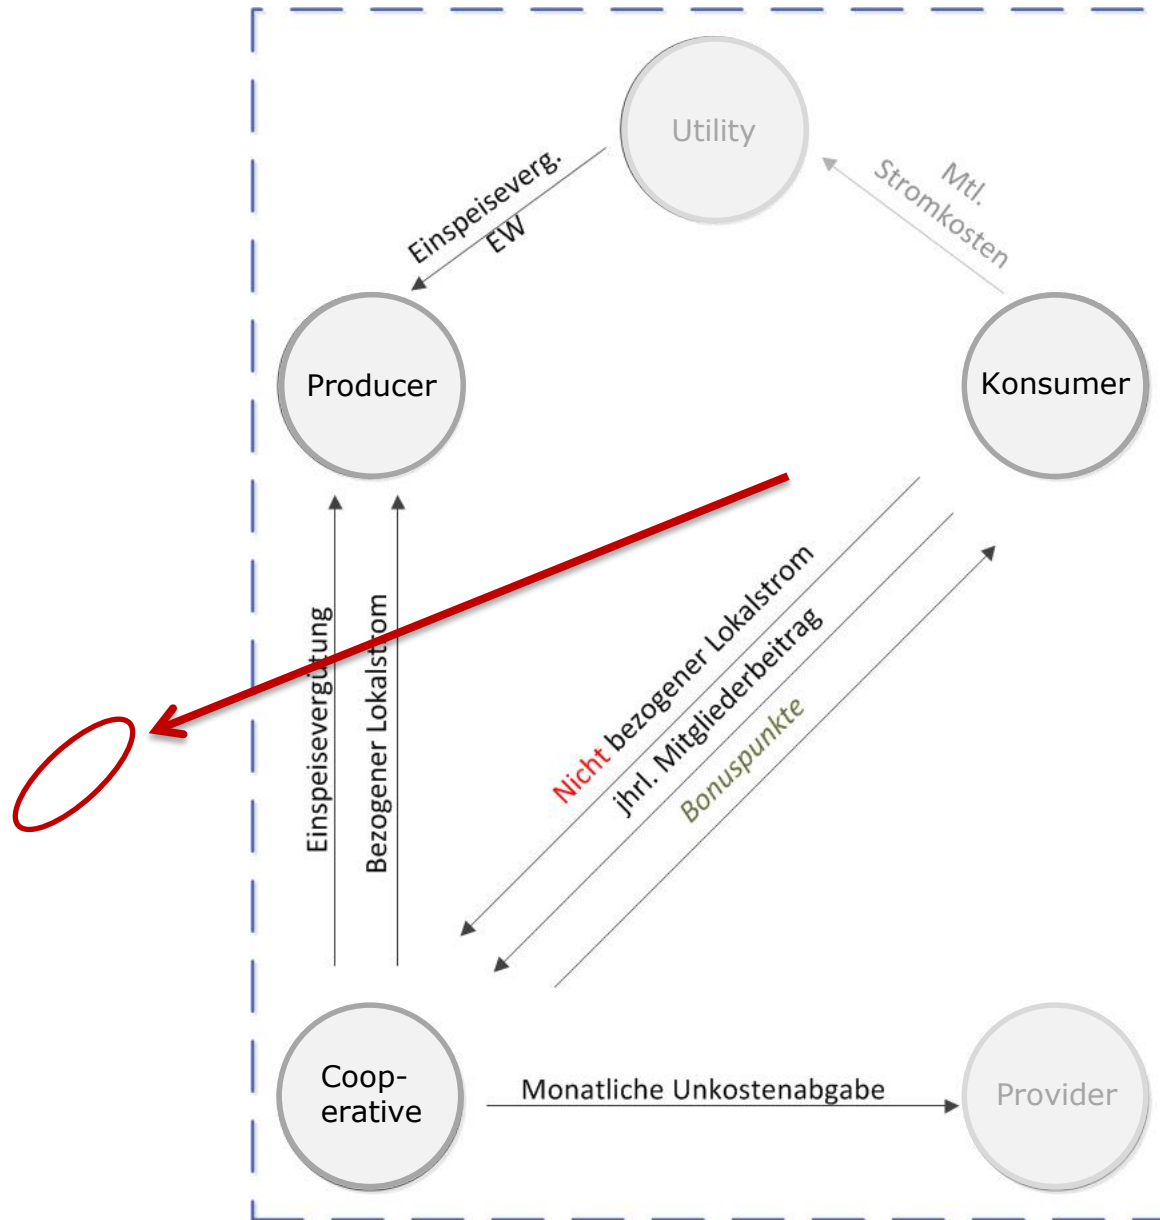 Utility
Einspeiseverg.
EW
Mtl.
Stromkosten
Producer
Konsumer
Einspeisevergütung
Bezogener Lokalstrom
Nicht bezogener Lokalstrom
jhrl. Mitgliederbeitrag
Bonuspunkte
Coop-
erative
Monatliche Unkostenabgabe
Provider